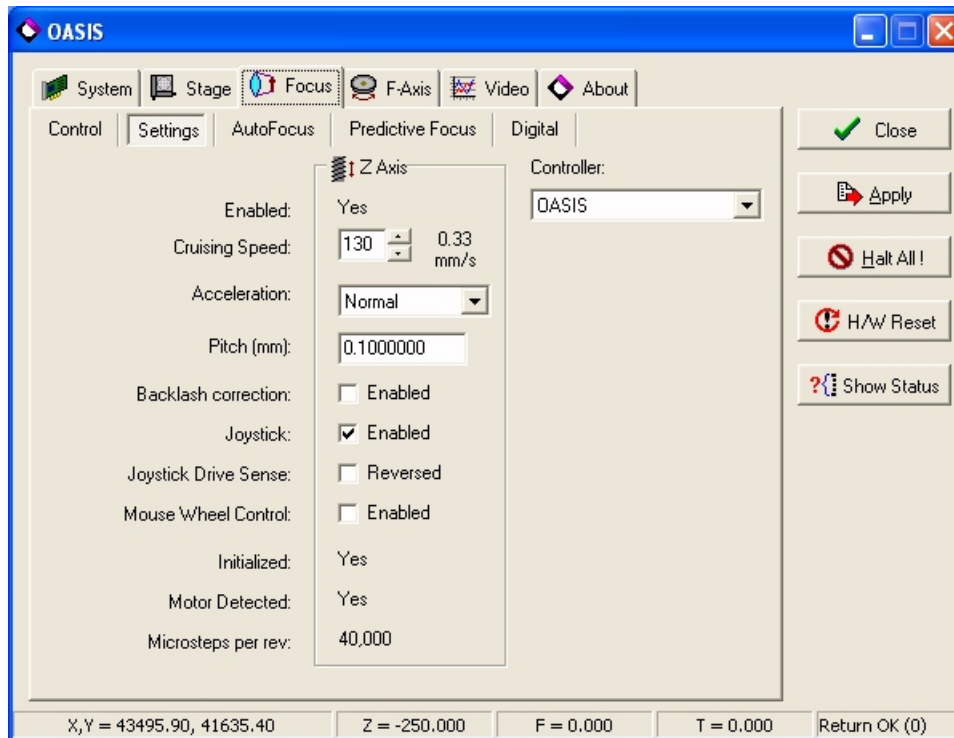 OASIS
System Stage Focus F-Axis Video About
Control Settings AutoFocus Predictive Focus Digital
Close
Z Axis Controller:
Enabled: Yes OASIS
Apply
Cruising Speed: 130 0.33
mm/s
Halt All !
Acceleration: Normal
H/W Reset
Pitch (mm): 0.1000000
Backlash correction: Enabled
?{ Show Status
Joystick: Enabled
Joystick Drive Sense: Reversed
Mouse Wheel Control: Enabled
Initialized: Yes
Motor Detected: Yes
Microsteps per rev: 40,000
X,Y = 43495.90, 41635.40 Z = -250.000 F = 0.000 T = 0.000 Return OK (0)